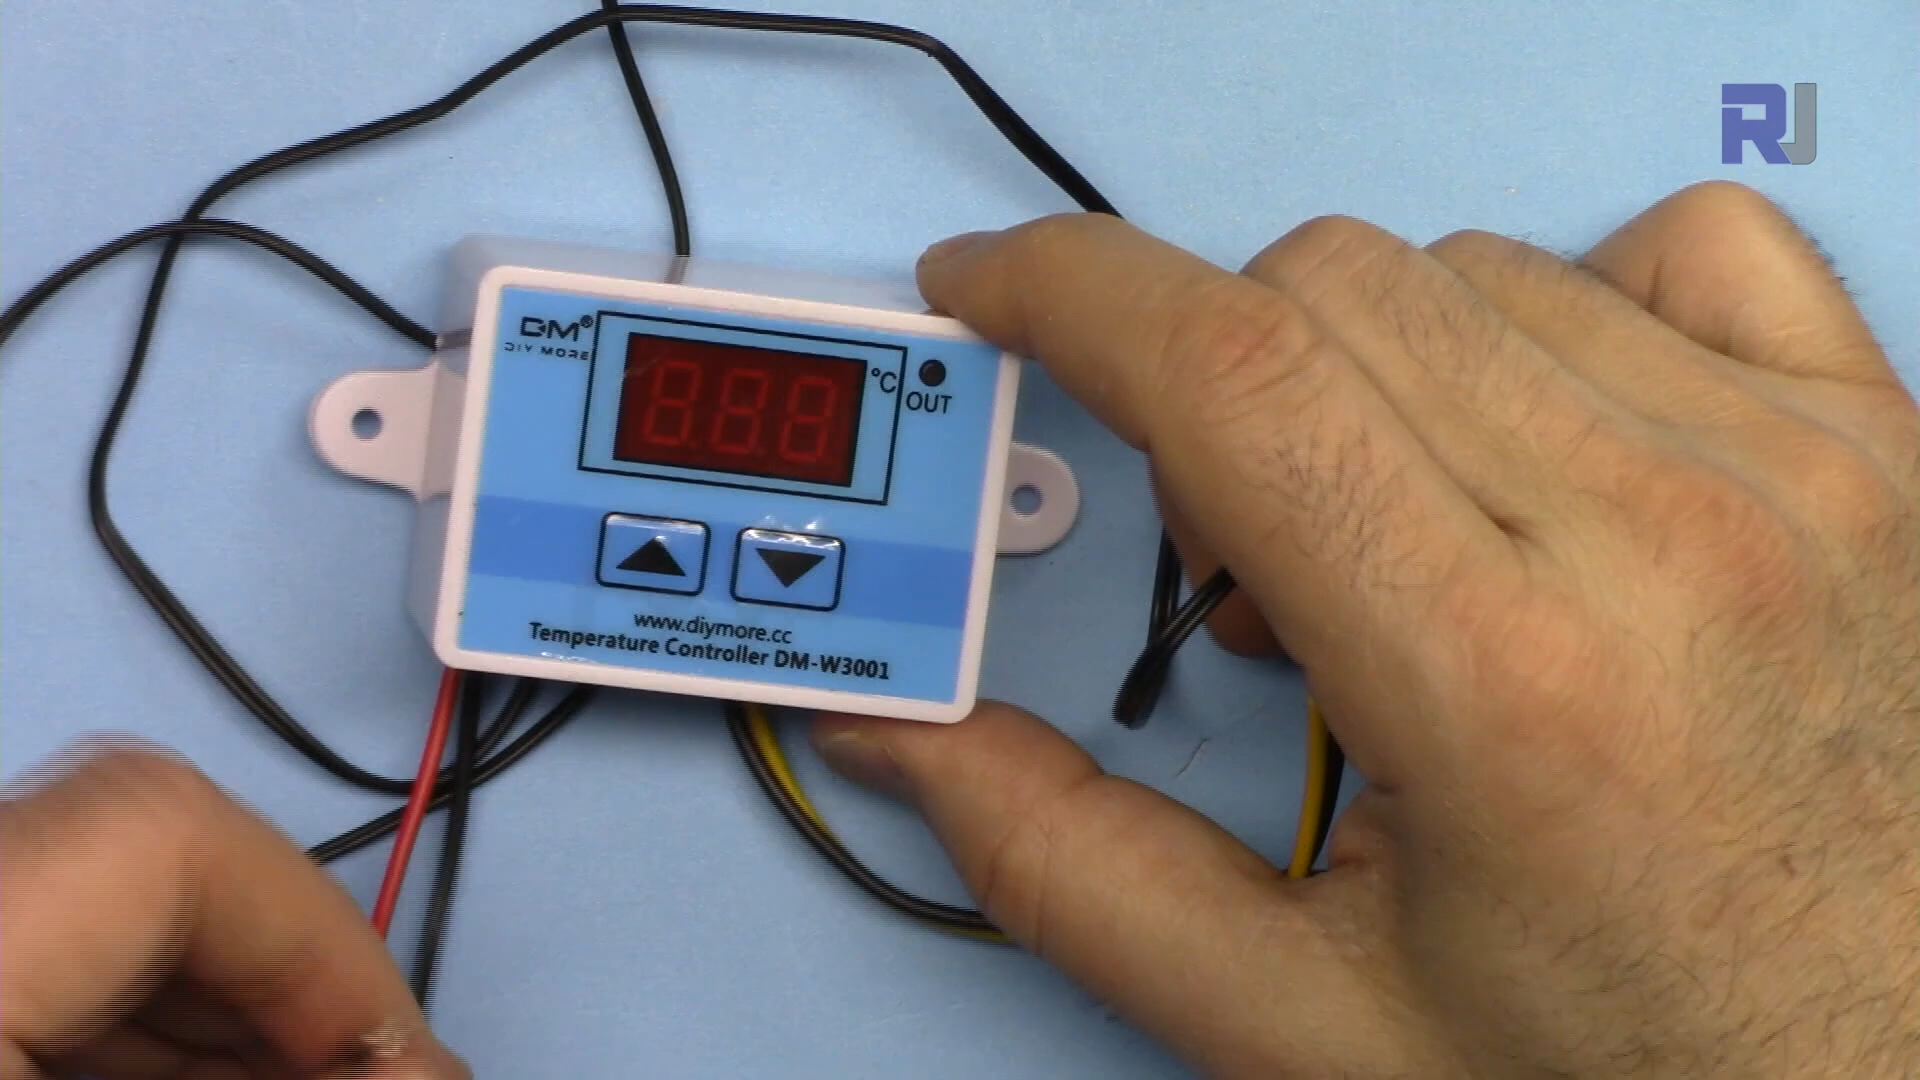 RJ
DM®
DIY MORE
888
°C
OUT
www.diymore.cc
Temperature Controller DM-W3001